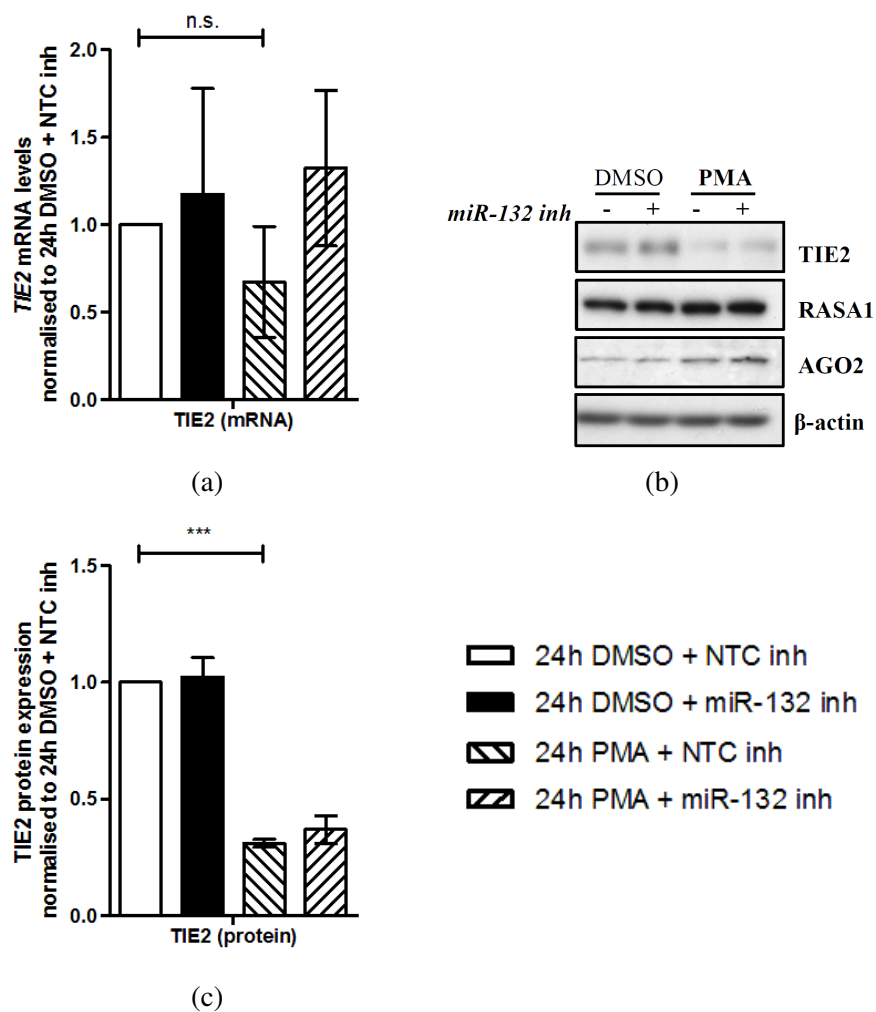 n.s.
TIE2 mRNA levels
normalised to 24h DMSO + NTC inh
2.0
1.5
1.0
0.5
0.0
TIE2 (mRNA)
(a)
DMSO PMA
miR-132 inh - + - +
TIE2
RASA1
AGO2
β-actin
(b)
***
TIE2 protein expression
normalised to 24h DMSO + NTC inh
1.5
1.0
0.5
0.0
TIE2 (protein)
(c)
24h DMSO + NTC inh
24h DMSO + miR-132 inh
24h PMA + NTC inh
24h PMA + miR-132 inh